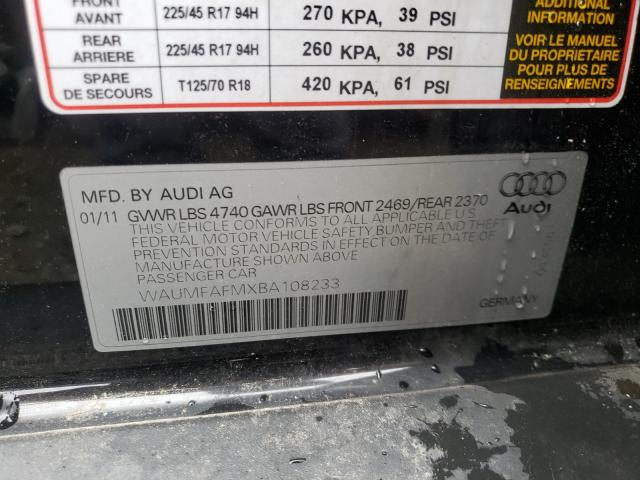 FRONT 225/45 R17 94H 270 KPA, 39 PSI
AVANT
REAR 225/45 R17 94H 260 KPA, 38 PSI
ARRIERE
SPARE T125/70 R18 420 KPA, 61 PSI
DE SECOURS
ADDITIONAL
INFORMATION
VOIR LE MANUEL
DU PROPRIETAIRE
POUR PLUS DE
RENSEIGNEMENTS
MFD. BY AUDI AG
01/11 GVWR LBS 4740 GAWR LBS FRONT 2469/REAR 2370
THIS VEHICLE CONFORMS TO ALL APPLICABLE U.S
FEDERAL MOTOR VEHICLE SAFETY, BUMPER AND THEFT
PREVENTION STANDARDS IN EFFECT ON THE DATE OF
MANUFACTURE SHOWN ABOVE
PASSENGER CAR
WAUMFAFMXBA108233
Audi
GERMANY